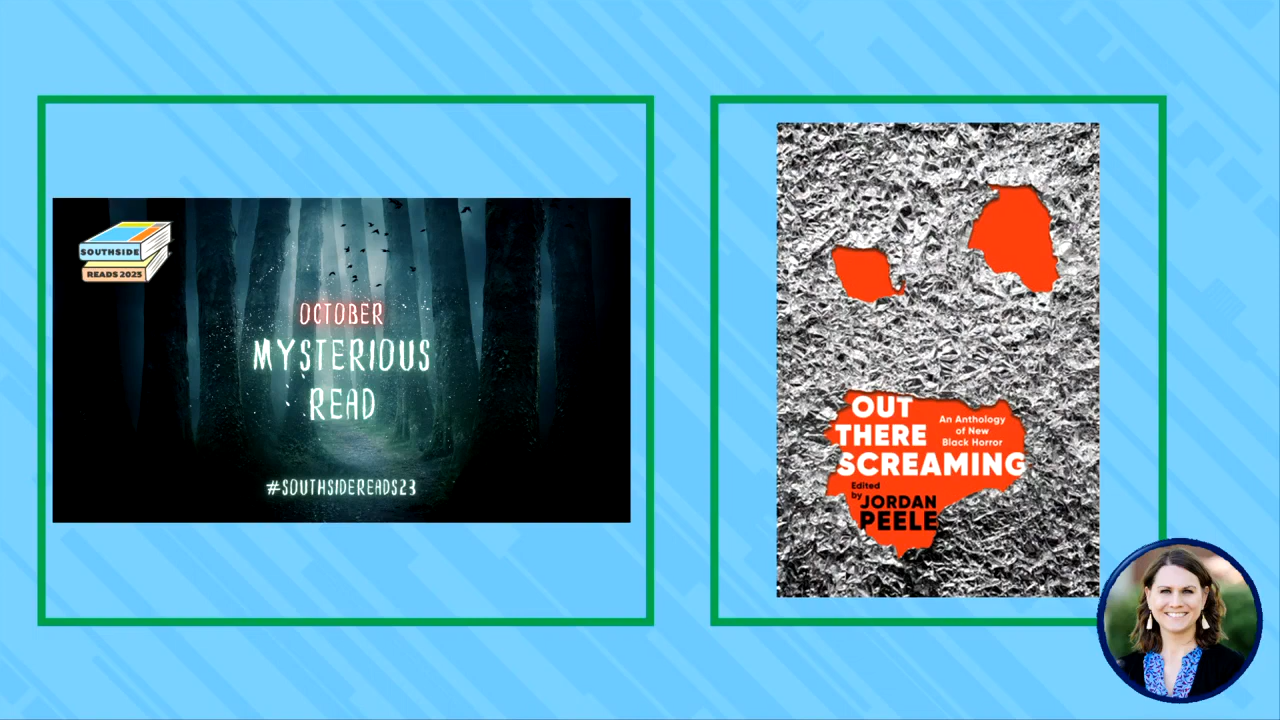 SOUTHSIDE
READS 2023
OCTOBER
MYSTERIOUS
READ
#SOUTHSIDEREADS23
OUT
THERE
SCREAMING
An Anthology
of New
Black Horror
Edited
by JORDAN
PEELE